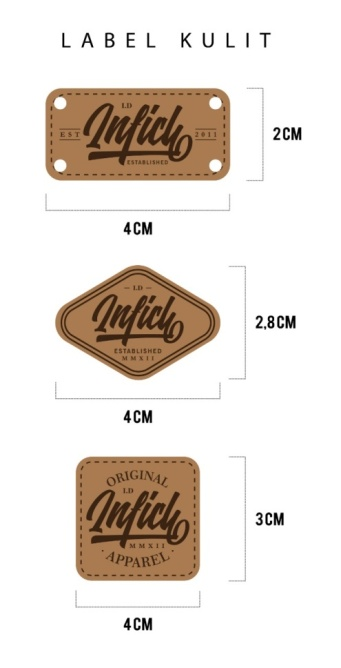 LABEL KULIT
LD
EST Infich 2011
ESTABLISHED
2CM
4CM
LD
Infich
ESTABLISHED
MMXII
2,8CM
4CM
ORIGINAL
LD
Infich
MMXII
APPAREL
3CM
4CM